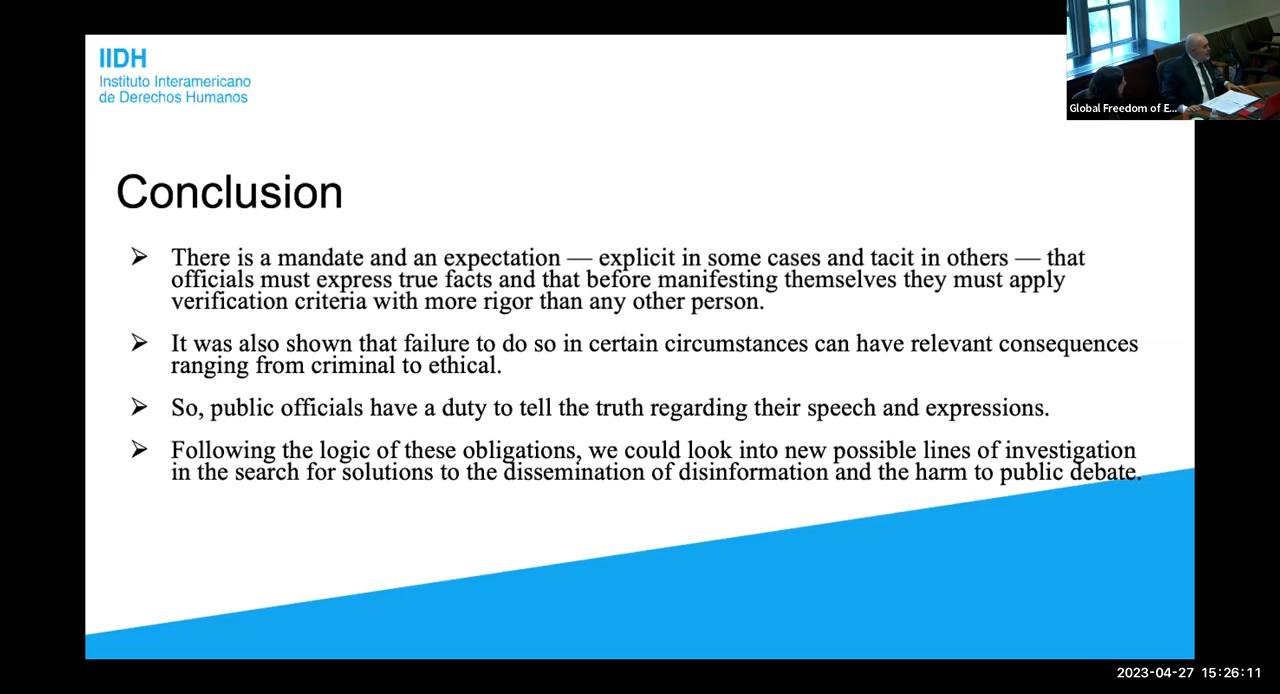 IIDH
Instituto Interamericano
de Derechos Humanos
Global Freedom of E...
Conclusion
➢ There is a mandate and an expectation — explicit in some cases and tacit in others — that
officials must express true facts and that before manifesting themselves they must apply
verification criteria with more rigor than any other person.
➢ It was also shown that failure to do so in certain circumstances can have relevant consequences
ranging from criminal to ethical.
➢ So, public officials have a duty to tell the truth regarding their speech and expressions.
➢ Following the logic of these obligations, we could look into new possible lines of investigation
in the search for solutions to the dissemination of disinformation and the harm to public debate.
2023-04-27 15:26:11